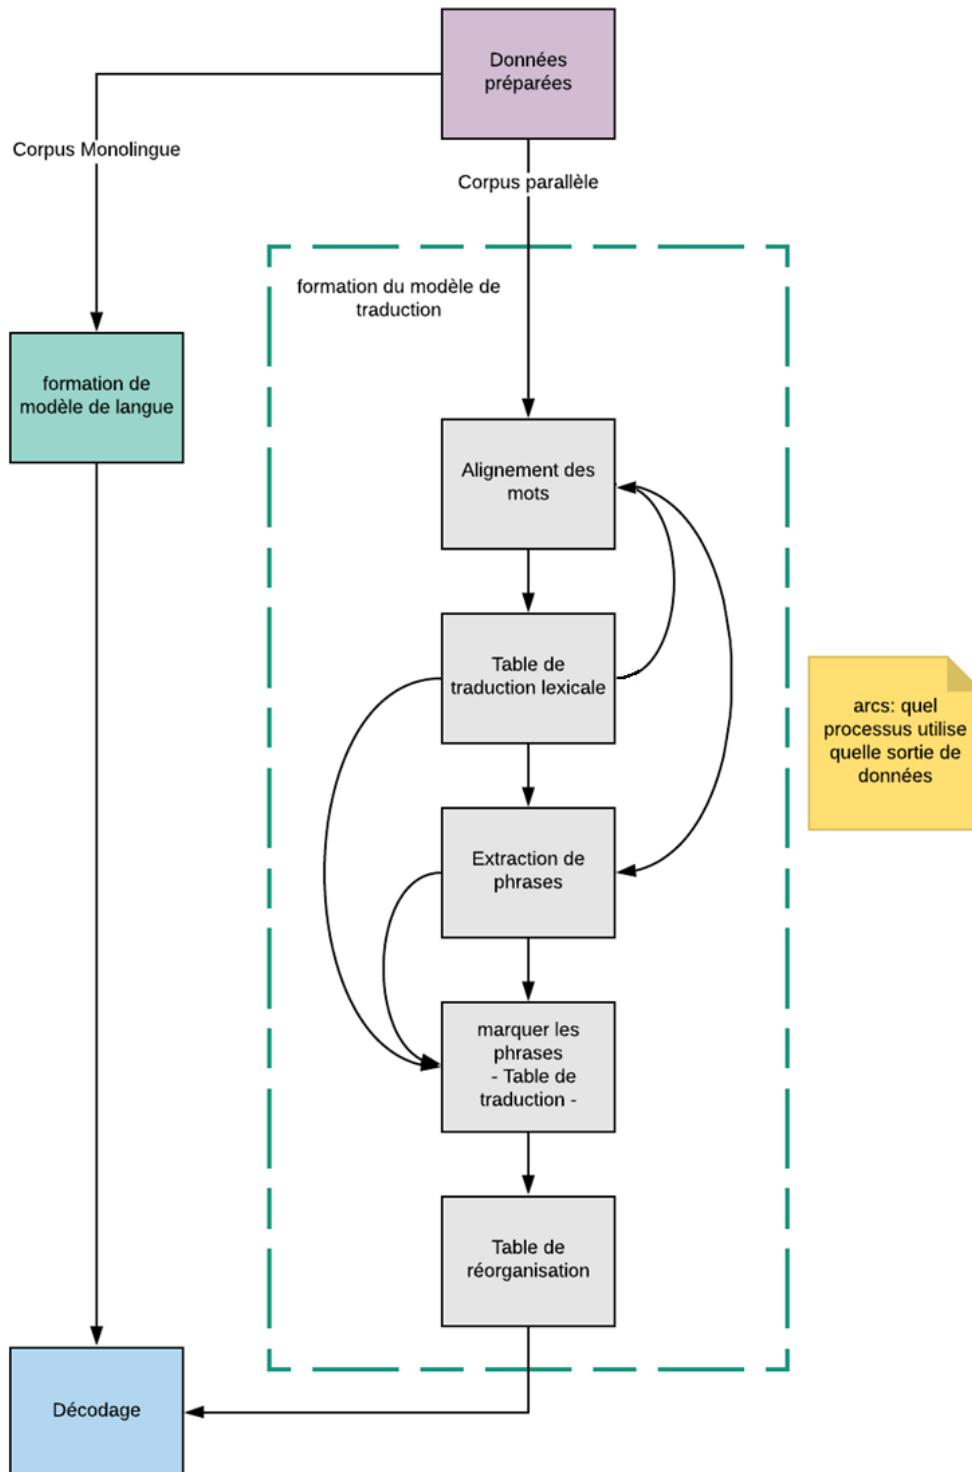 Données
préparées
Corpus Monolingue
Corpus parallèle
formation du modèle de
traduction
formation de
modèle de langue
Alignement des
mots
Table de
traduction lexicale
arcs: quel
processus utilise
quelle sortie de
données
Extraction de
phrases
marquer les
phrases
- Table de
traduction -
Table de
réorganisation
Décodage